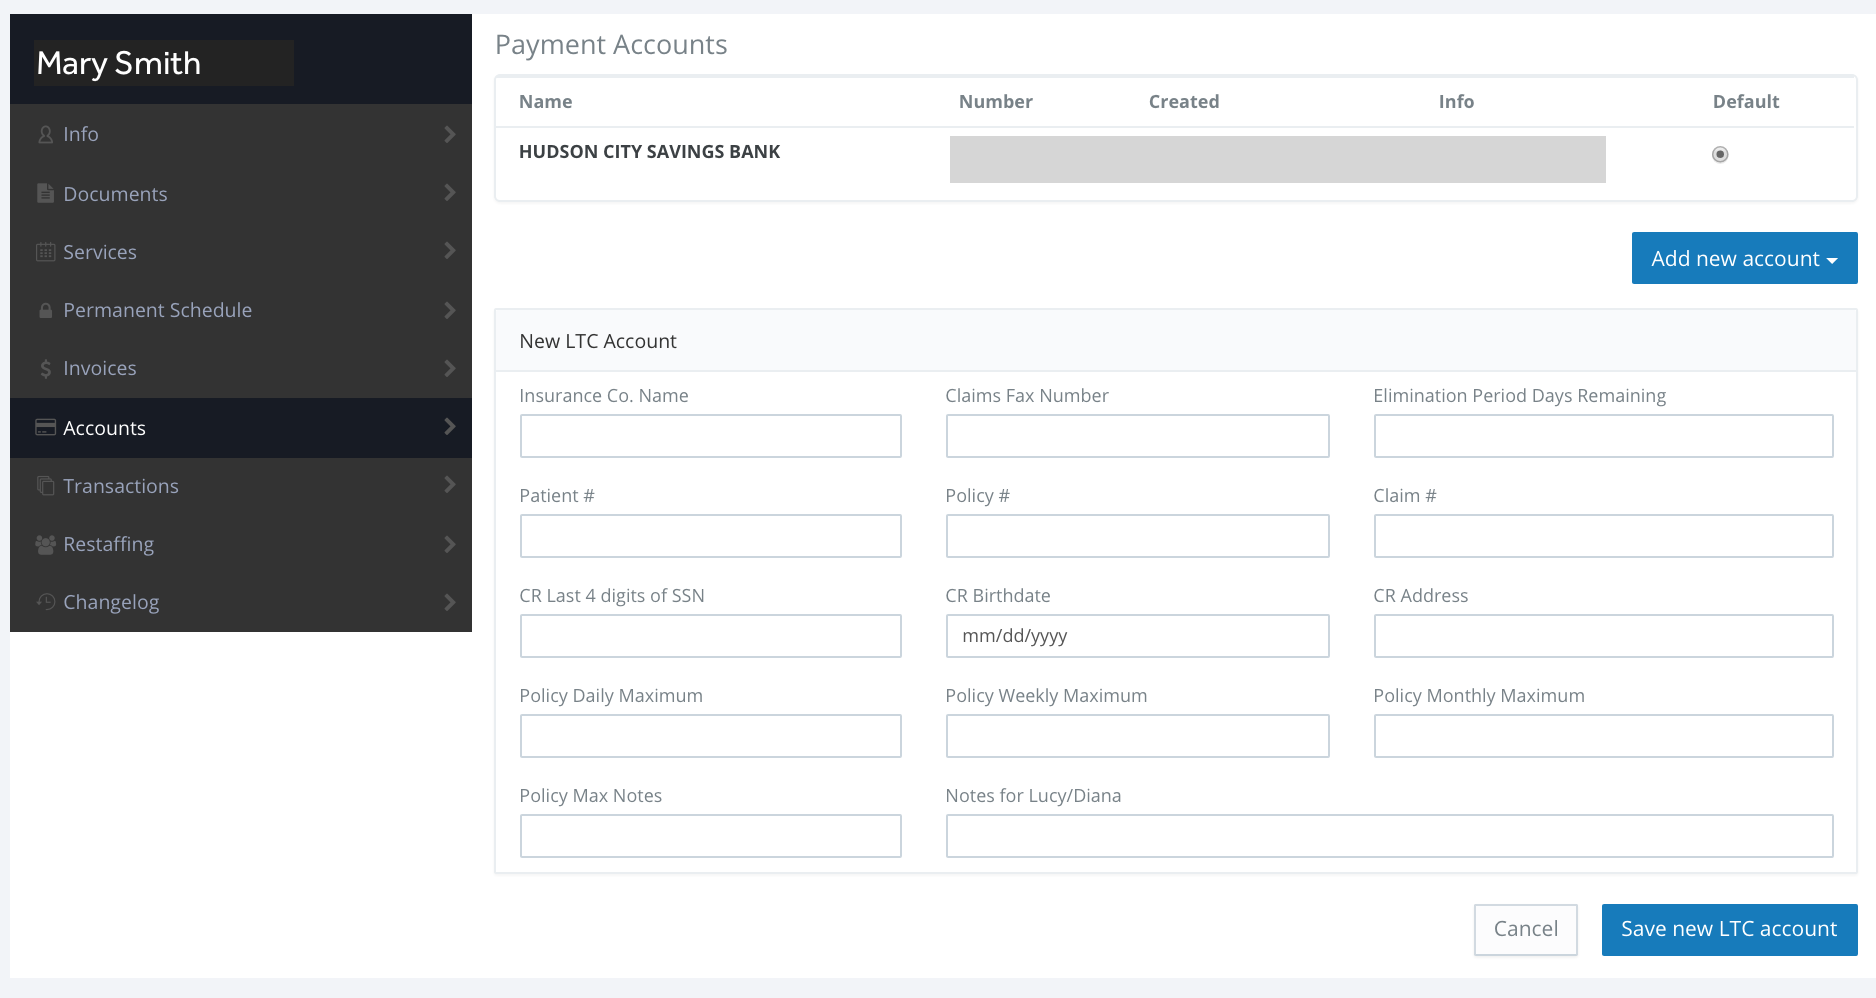 Mary Smith
Info
Documents
Services
Permanent Schedule
Invoices
Accounts
Transactions
Restaffing
Changelog
Payment Accounts
Name Number Created Info Default
HUDSON CITY SAVINGS BANK
Add new account
New LTC Account
Insurance Co. Name Claims Fax Number Elimination Period Days Remaining
Patient # Policy # Claim #
CR Last 4 digits of SSN CR Birthdate CR Address
mm/dd/yyyy
Policy Daily Maximum Policy Weekly Maximum Policy Monthly Maximum
Policy Max Notes Notes for Lucy/Diana
Cancel Save new LTC account